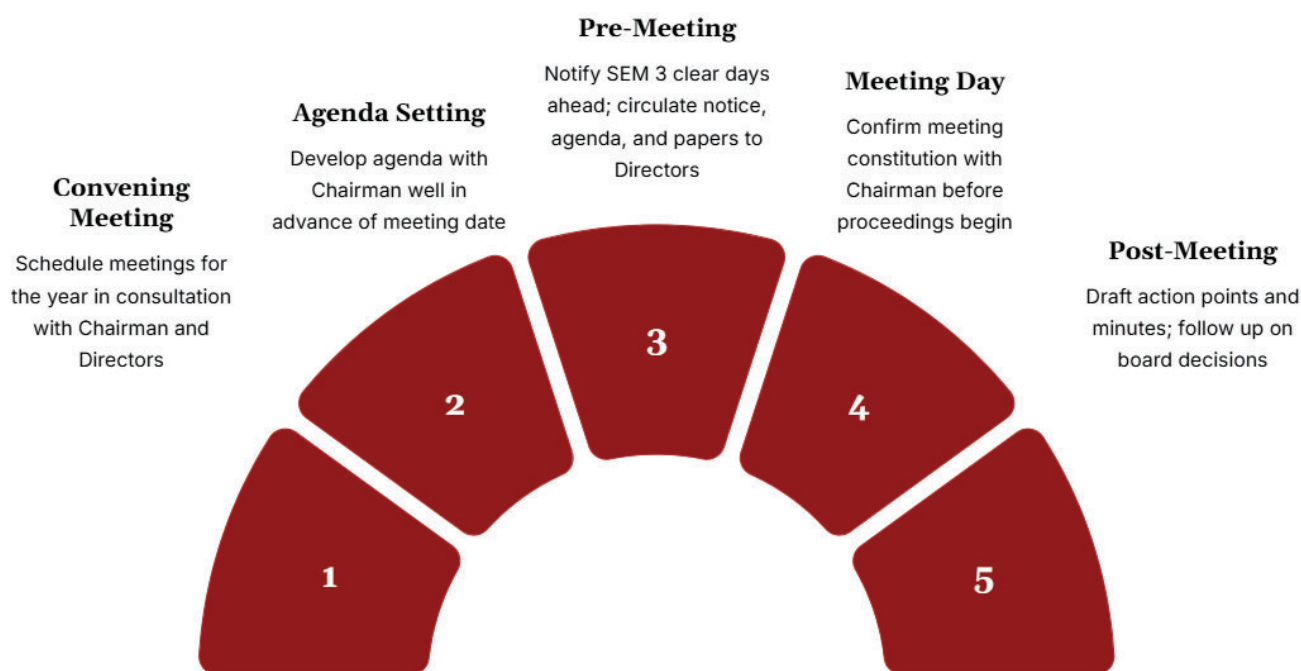 Convening
Meeting
Schedule meetings for
the year in consultation
with Chairman and
Directors
1
Agenda Setting
Develop agenda with
Chairman well in
advance of meeting date
2
Pre-Meeting
Notify SEM 3 clear days
ahead; circulate notice,
agenda, and papers to
Directors
3
Meeting Day
Confirm meeting
constitution with
Chairman before
proceedings begin
4
Post-Meeting
Draft action points and
minutes; follow up on
board decisions
5